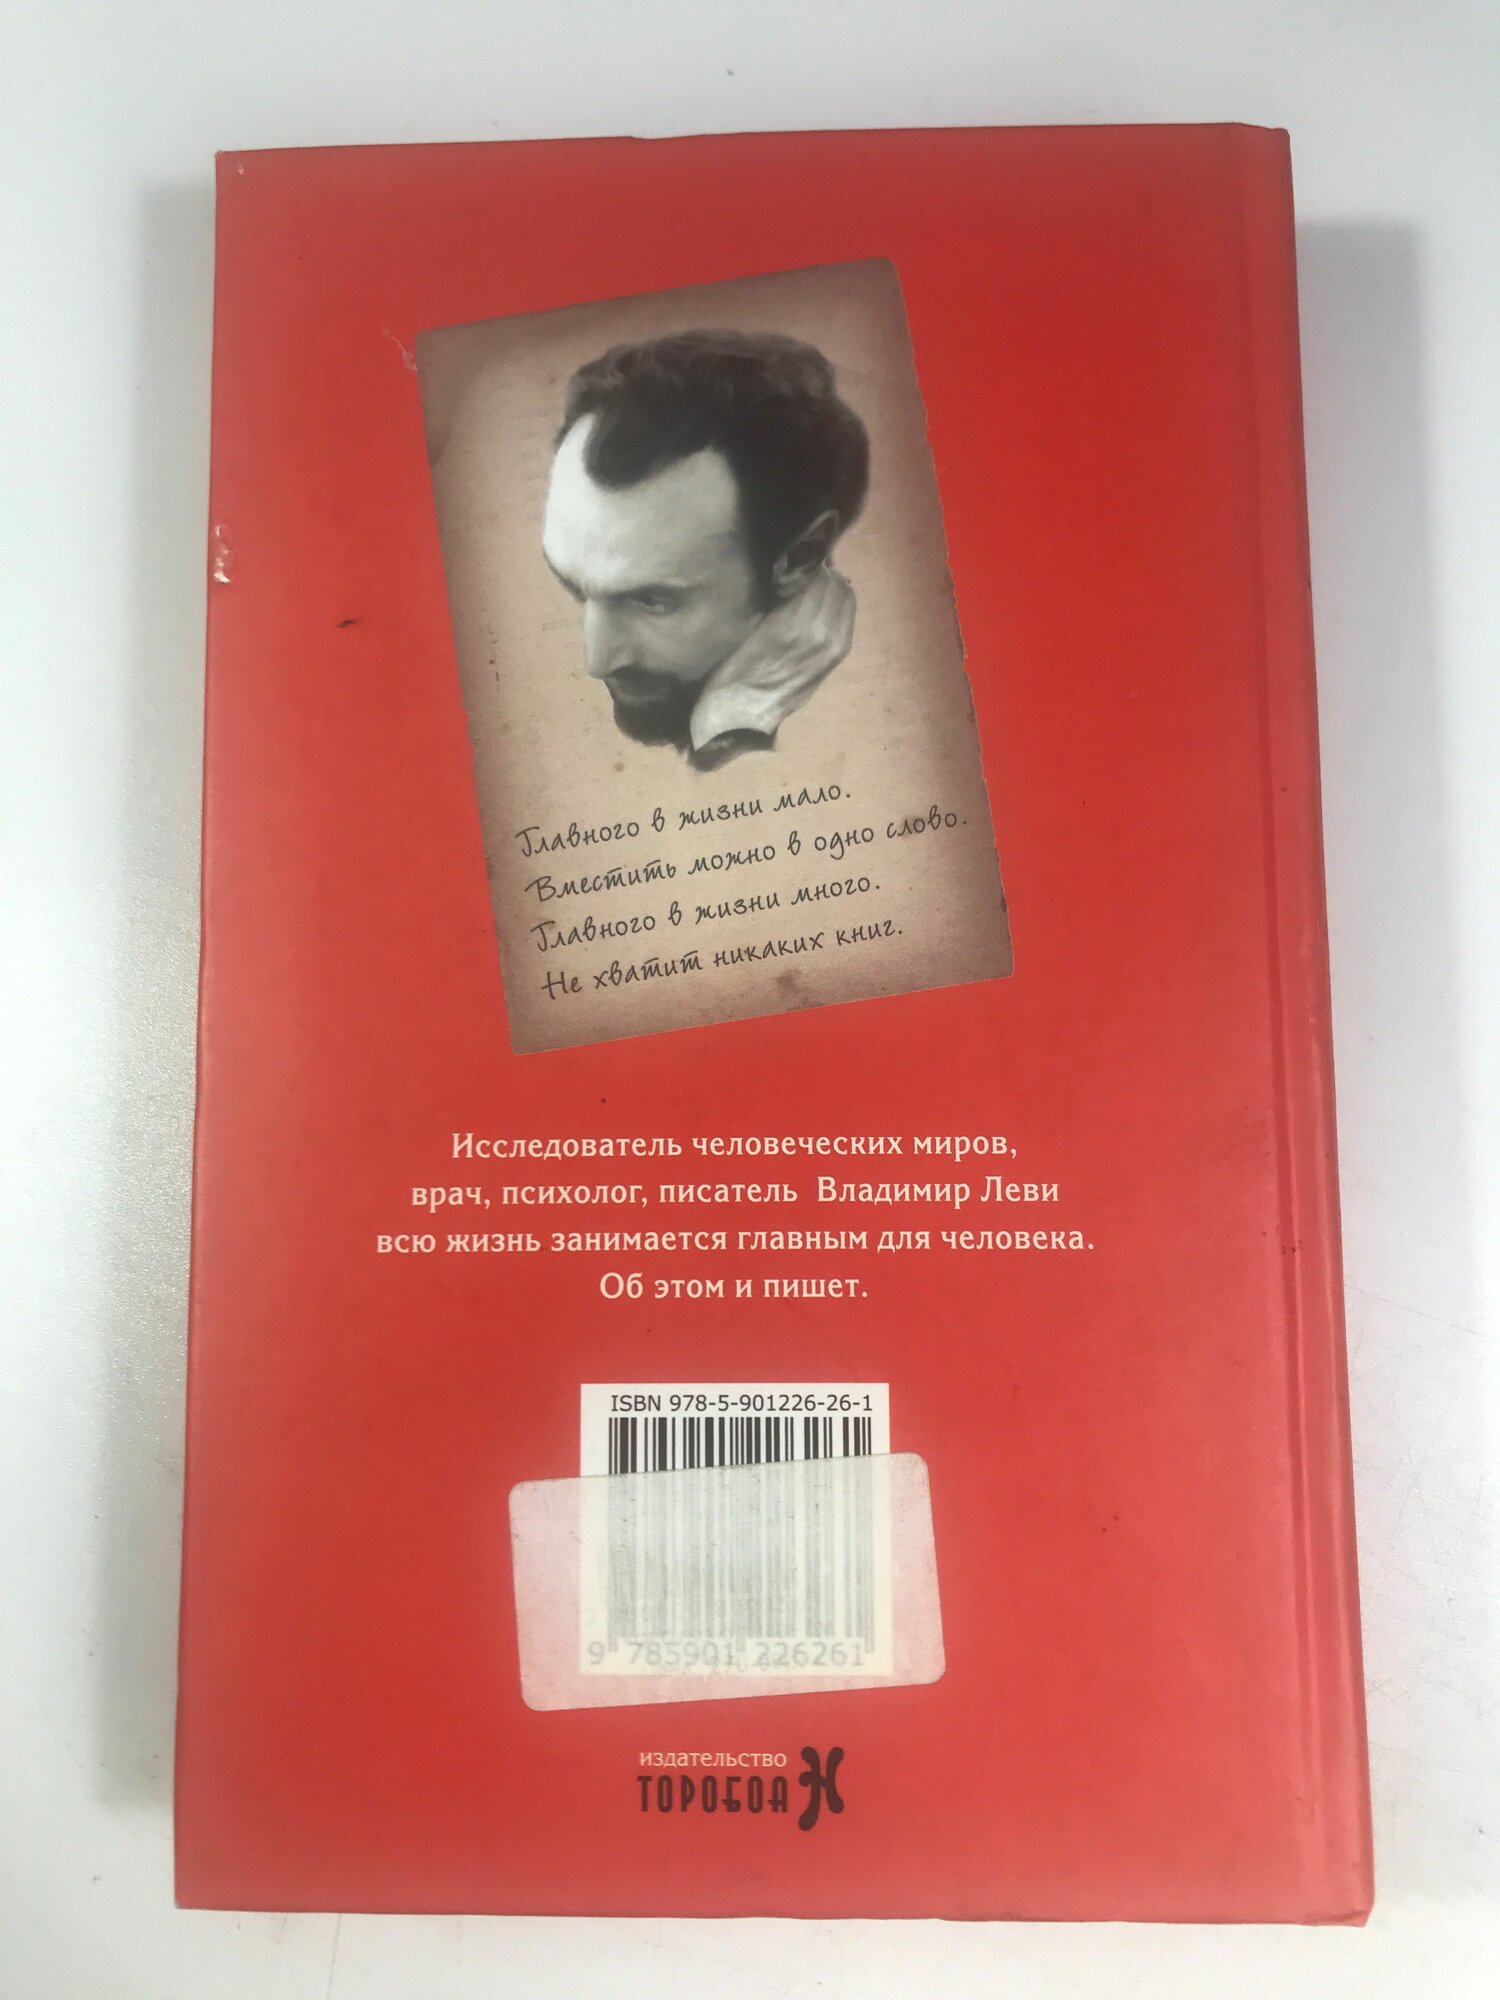 Главного в жизни мало.
Вместить можно в одно слово.
Главного в жизни много.
Не хватит никаких книг.
Исследователь человеческих миров,
врач, психолог, писатель Владимир Леви
всю жизнь занимается главным для человека.
Об этом и пишет.
ISBN 978-5-901226-26-1
9 785901 226261
издательство
ТОРОБОАН